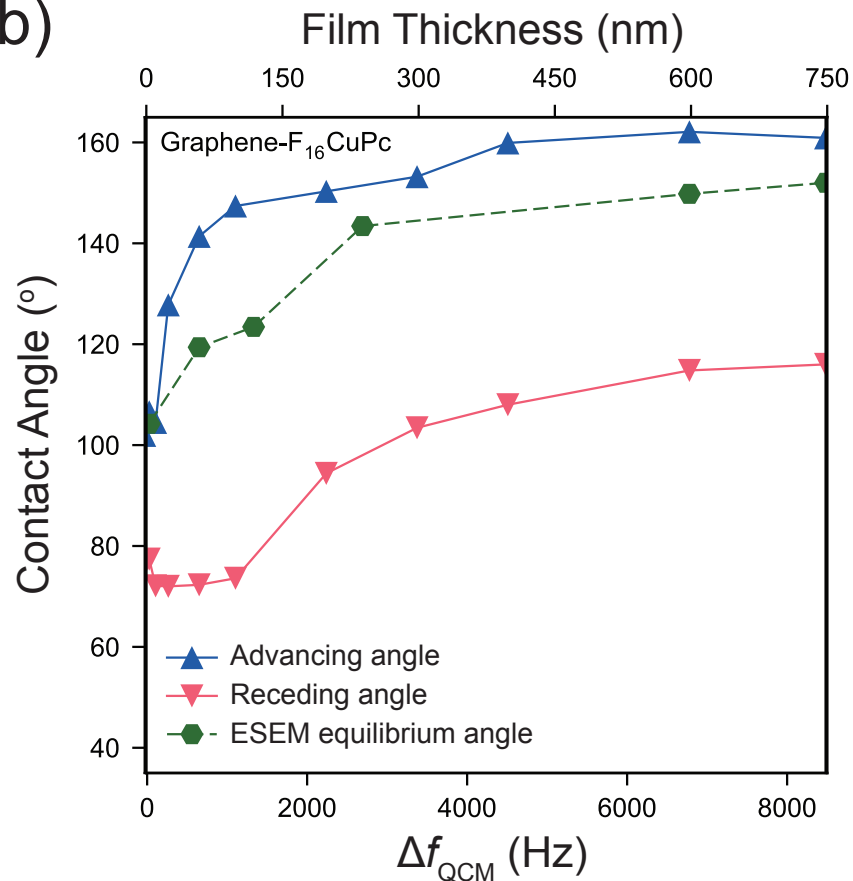 b)
Film Thickness (nm)
0 150 300 450 600 750
Graphene-F₁₆CuPc
160
140
120
100
80
60
40
Contact Angle (°)
Advancing angle
Receding angle
ESEM equilibrium angle
0 2000 4000 6000 8000
Δf_QCM (Hz)